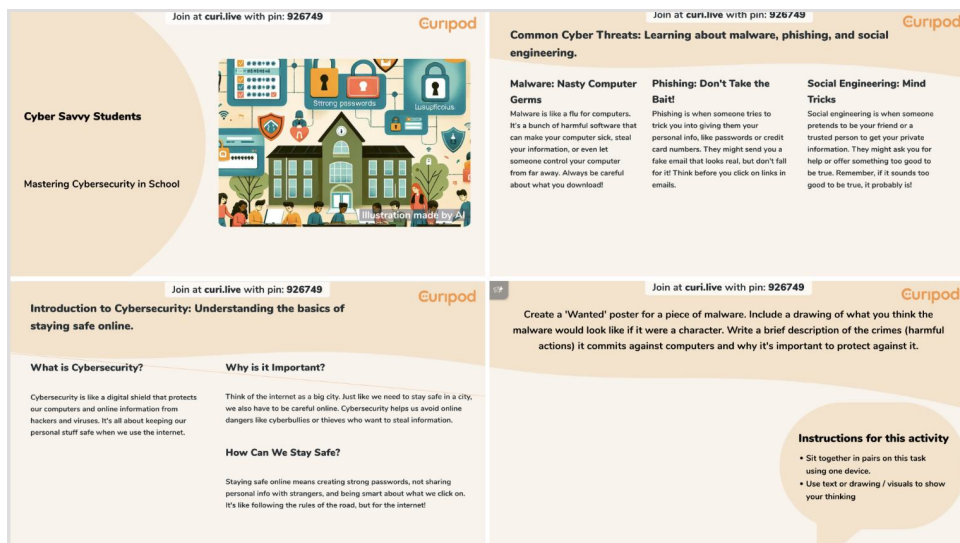 Join at curi.live with pin: 926749
Curipod
Cyber Savvy Students
Mastering Cybersecurity in School
Strong passwords
Illustration made by AI
Join at curi.live with pin: 926749
Curipod
Common Cyber Threats: Learning about malware, phishing, and social
engineering.
Malware: Nasty Computer
Germs
Malware is like a flu for computers.
It's a bunch of harmful software that
can make your computer sick, steal
your information, or even let
someone control your computer
from far away. Always be careful
about what you download!
Phishing: Don't Take the
Bait!
Phishing is when someone tries to
trick you into giving them your
personal info, like passwords or credit
card numbers. They might send you a
fake email that looks real, but don't fall
for it! Think before you click on links in
emails.
Social Engineering: Mind
Tricks
Social engineering is when someone
pretends to be your friend or a
trusted person to get your private
information. They might ask you for
help or offer something too good to
be true. Remember, if it sounds too
good to be true, it probably is!
Join at curi.live with pin: 926749
Curipod
Introduction to Cybersecurity: Understanding the basics of
staying safe online.
What is Cybersecurity?
Cybersecurity is like a digital shield that protects
our computers and online information from
hackers and viruses. It's all about keeping our
personal stuff safe when we use the internet.
Why is it Important?
Think of the internet as a big city. Just like we need to stay safe in a city,
we also have to be careful online. Cybersecurity helps us avoid online
dangers like cyberbullies or thieves who want to steal information.
How Can We Stay Safe?
Staying safe online means creating strong passwords, not sharing
personal info with strangers, and being smart about what we click on.
It's like following the rules of the road, but for the internet!
Join at curi.live with pin: 926749
Curipod
Create a 'Wanted' poster for a piece of malware. Include a drawing of what you think the
malware would look like if it were a character. Write a brief description of the crimes (harmful
actions) it commits against computers and why it's important to protect against it.
Instructions for this activity
• Sit together in pairs on this task
using one device.
• Use text or drawing / visuals to show
your thinking